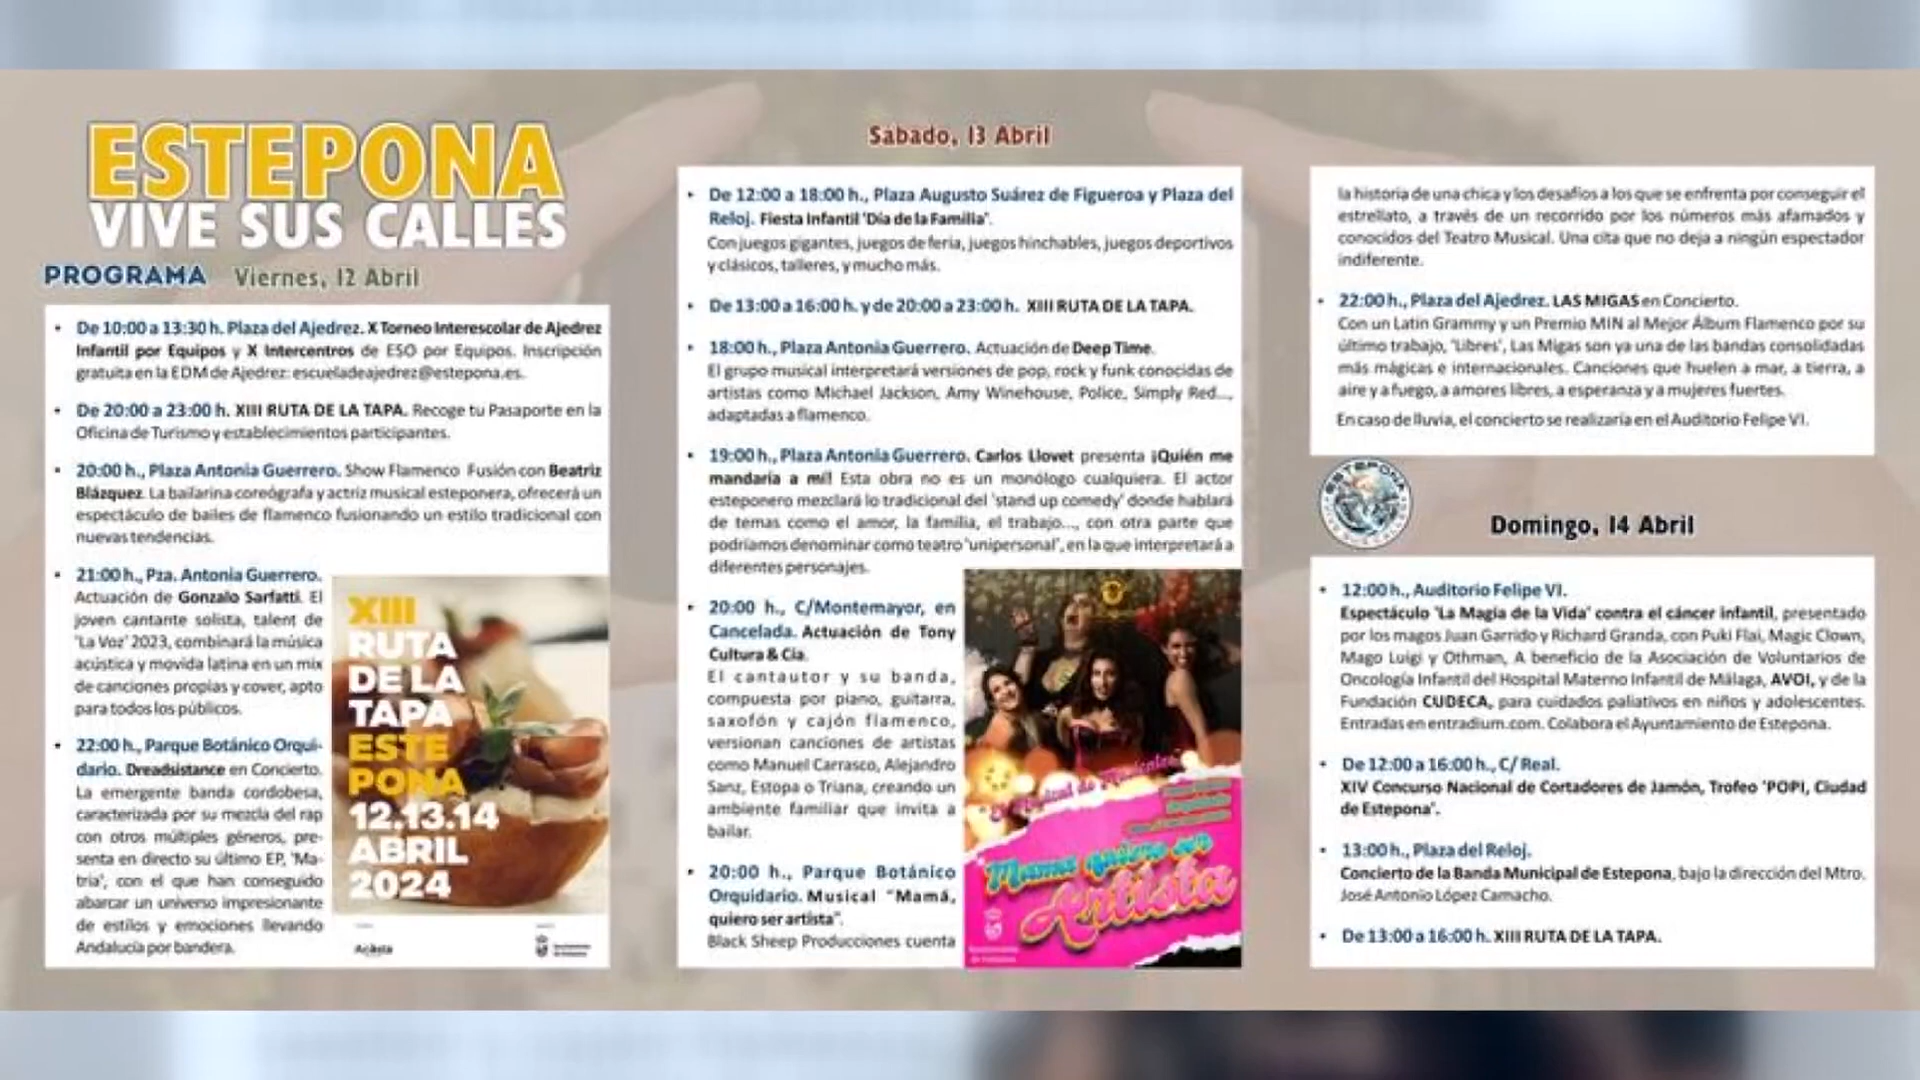 ESTEPONA
VIVE SUS CALLES
PROGRAMA Viernes, 12 Abril
• De 10:00 a 13:30 h. Plaza del Ajedrez. X Torneo Interescolar de Ajedrez
Infantil por Equipos y X Intercentros de ESO por Equipos. Inscripción
gratuita en la EDM de Ajedrez: escueladeajedrez@estepona.es.
• De 20:00 a 23:00 h. XIII RUTA DE LA TAPA. Recoge tu Pasaporte en la
Oficina de Turismo y establecimientos participantes.
• 20:00 h., Plaza Antonia Guerrero. Show Flamenco Fusión con Beatriz
Blázquez. La bailarina coreógrafa y actriz musical esteponera, ofrecerá un
espectáculo de bailes de flamenco fusionando un estilo tradicional con
nuevas tendencias.
• 21:00 h., Pza. Antonia Guerrero.
Actuación de Gonzalo Sarfatti. El
joven cantante solista, talent de
'La Voz' 2023, combinará la música
acústica y movida latina en un mix
de canciones propias y cover, apto
para todos los públicos.
• 22:00 h., Parque Botánico Orqui-
dario. Dreadsistance en Concierto.
La emergente banda cordobesa,
caracterizada por su mezcla del rap
con otros múltiples géneros, pre-
senta en directo su último EP, 'Ma-
tria', con el que han conseguido
abarcar un universo impresionante
de estilos y emociones llevando
Andalucía por bandera.
XIII
RUTA
DE LA
TAPA
ESTE
PONA
12.13.14
ABRIL
2024
Sábado, 13 Abril
• De 12:00 a 18:00 h., Plaza Augusto Suárez de Figueroa y Plaza del
Reloj. Fiesta Infantil 'Día de la Familia'.
Con juegos gigantes, juegos de feria, juegos hinchables, juegos deportivos
y clásicos, talleres, y mucho más.
• De 13:00 a 16:00 h. y de 20:00 a 23:00 h. XIII RUTA DE LA TAPA.
• 18:00 h., Plaza Antonia Guerrero. Actuación de Deep Time.
El grupo musical interpretará versiones de pop, rock y funk conocidas de
artistas como Michael Jackson, Amy Winehouse, Police, Simply Red...,
adaptadas a flamenco.
• 19:00 h., Plaza Antonia Guerrero. Carlos Llovet presenta ¡Quién me
mandaría a mí! Esta obra no es un monólogo cualquiera. El actor
esteponero mezclará lo tradicional del 'stand up comedy' donde hablará
de temas como el amor, la familia, el trabajo..., con otra parte que
podríamos denominar como teatro 'unipersonal', en la que interpretará a
diferentes personajes.
• 20:00 h., C/Montemayor, en
Cancelada. Actuación de Tony
Cultura & Cía.
El cantautor y su banda,
compuesta por piano, guitarra,
saxofón y cajón flamenco,
versionan canciones de artistas
como Manuel Carrasco, Alejandro
Sanz, Estopa o Triana, creando un
ambiente familiar que invita a
bailar.
• 20:00 h., Parque Botánico
Orquidario. Musical "Mamá,
quiero ser artista".
Black Sheep Producciones cuenta
El Musical de Musicales
Mamá quiero ser
Artista
la historia de una chica y los desafíos a los que se enfrenta por conseguir el
estrellato, a través de un recorrido por los números más afamados y
conocidos del Teatro Musical. Una cita que no deja a ningún espectador
indiferente.
• 22:00 h., Plaza del Ajedrez. LAS MIGAS en Concierto.
Con un Latin Grammy y un Premio MIN al Mejor Álbum Flamenco por su
último trabajo, 'Libres', Las Migas son ya una de las bandas consolidadas
más mágicas e internacionales. Canciones que huelen a mar, a tierra, a
aire y a fuego, a amores libres, a esperanza y a mujeres fuertes.
En caso de lluvia, el concierto se realizaría en el Auditorio Felipe VI.
ESTEPONA
Domingo, 14 Abril
• 12:00 h., Auditorio Felipe VI.
Espectáculo 'La Magia de la Vida' contra el cáncer infantil, presentado
por los magos Juan Garrido y Richard Granda, con Puki Flai, Magic Clown,
Mago Luigi y Othman, A beneficio de la Asociación de Voluntarios de
Oncología Infantil del Hospital Materno Infantil de Málaga, AVOI, y de la
Fundación CUDECA, para cuidados paliativos en niños y adolescentes.
Entradas en entradium.com. Colabora el Ayuntamiento de Estepona.
• De 12:00 a 16:00 h., C/ Real.
XIV Concurso Nacional de Cortadores de Jamón, Trofeo 'POPI, Ciudad
de Estepona'.
• 13:00 h., Plaza del Reloj.
Concierto de la Banda Municipal de Estepona, bajo la dirección del Mtro.
José Antonio López Camacho.
• De 13:00 a 16:00 h. XIII RUTA DE LA TAPA.